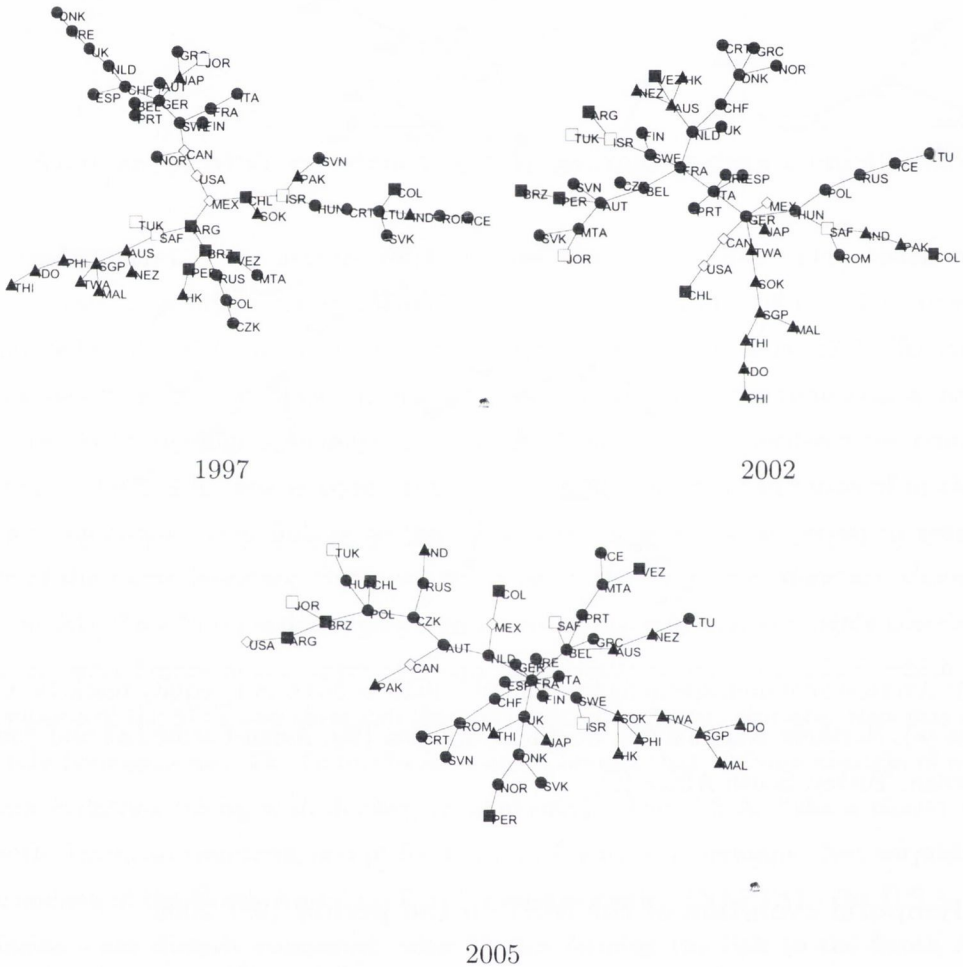 DNK
IRE
UK
NLD
GRC
JOR
JAP
ESP
CHF
AUT
BEL
GER
PRT
ITA
FRA
SWE
FIN
NOR
CAN
USA
MEX
CHL
SOK
SVN
PAK
ISR
HUN
CRT
COL
LTU
IND
ROM
ICE
SVK
TUK
SAF
ARG
AUS
BRZ
VEZ
PHI
SGP
IDO
THI
TWA
MAL
NEZ
PER
RUS
MTA
HK
POL
CZK
1997
CRT
GRC
NOR
DNK
VEZ
HK
NEZ
AUS
CHF
ARG
TUK
ISR
FIN
NLD
UK
SWE
FRA
LTU
ICE
RUS
POL
BRZ
SVN
CZK
BEL
PER
AUT
IRE
ESP
ITA
PRT
MEX
GER
HUN
JAP
SAF
IND
PAK
COL
ROM
SVK
MTA
JOR
CAN
TWA
USA
CHL
SOK
SGP
MAL
THI
IDO
PHI
2002
TUK
IND
HUN
CHL
RUS
JOR
POL
CZK
BRZ
ARG
USA
AUT
CAN
PAK
COL
MEX
NLD
ICE
VEZ
MTA
PRT
SAF
GRC
LTU
NEZ
BEL
AUS
GER
IRE
ESP
FRA
ITA
CHF
FIN
SWE
ROM
UK
ISR
SOK
TWA
IDO
CRT
SVN
THI
JAP
PHI
HK
SGP
MAL
DNK
NOR
SVK
PER
2005